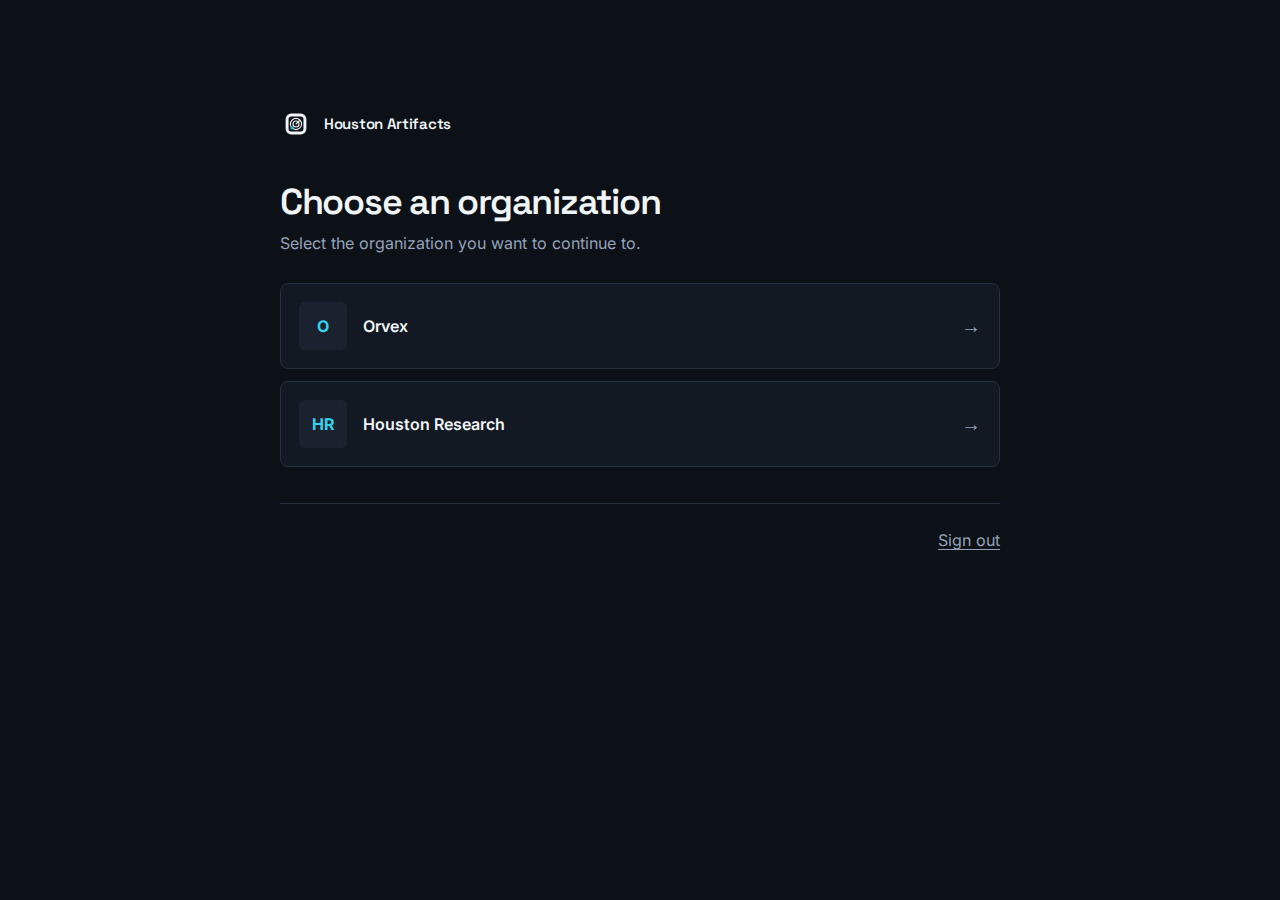 Houston Artifacts
Choose an organization
Select the organization you want to continue to.
O Orvex →
HR Houston Research →
Sign out